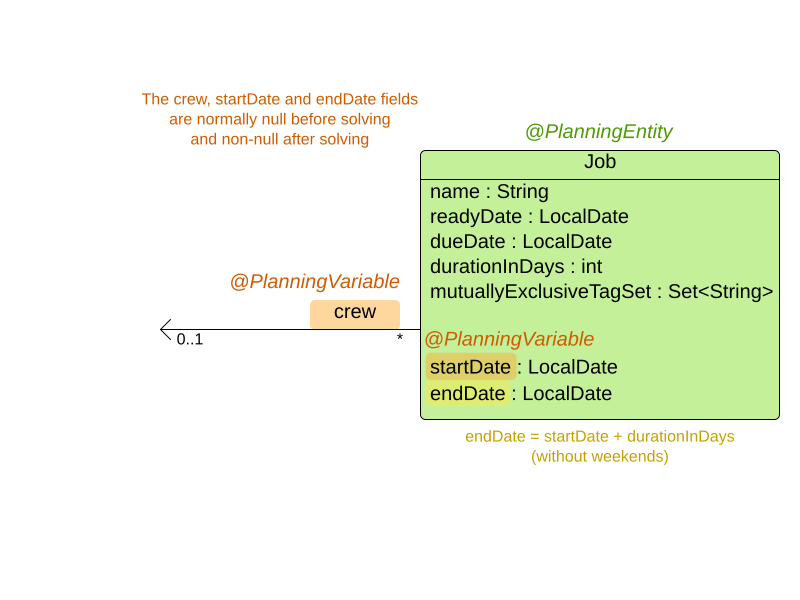 The crew, startDate and endDate fields
are normally null before solving
and non-null after solving
@PlanningEntity
Job
name : String
readyDate : LocalDate
dueDate : LocalDate
durationInDays : int
mutuallyExclusiveTagSet : Set<String>
@PlanningVariable
crew
0..1
*
@PlanningVariable
startDate : LocalDate
endDate : LocalDate
endDate = startDate + durationInDays
(without weekends)